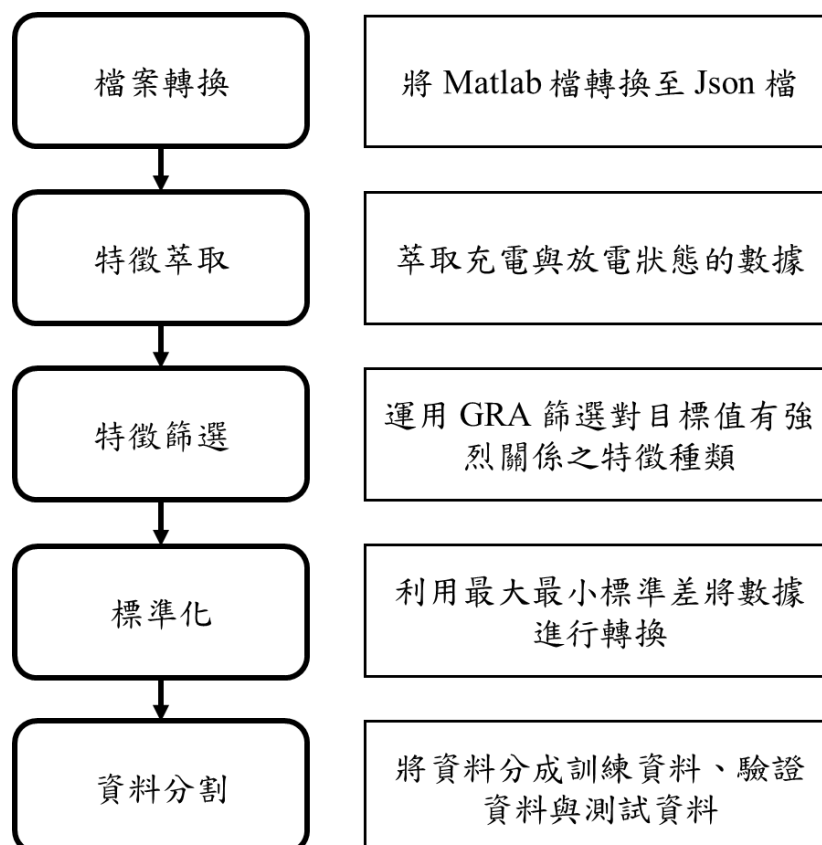 檔案轉換
將 Matlab 檔轉換至 Json 檔
特徵萃取
萃取充電與放電狀態的數據
特徵篩選
運用 GRA 篩選對目標值有強
烈關係之特徵種類
標準化
利用最大最小標準差將數據
進行轉換
資料分割
將資料分成訓練資料、驗證
資料與測試資料